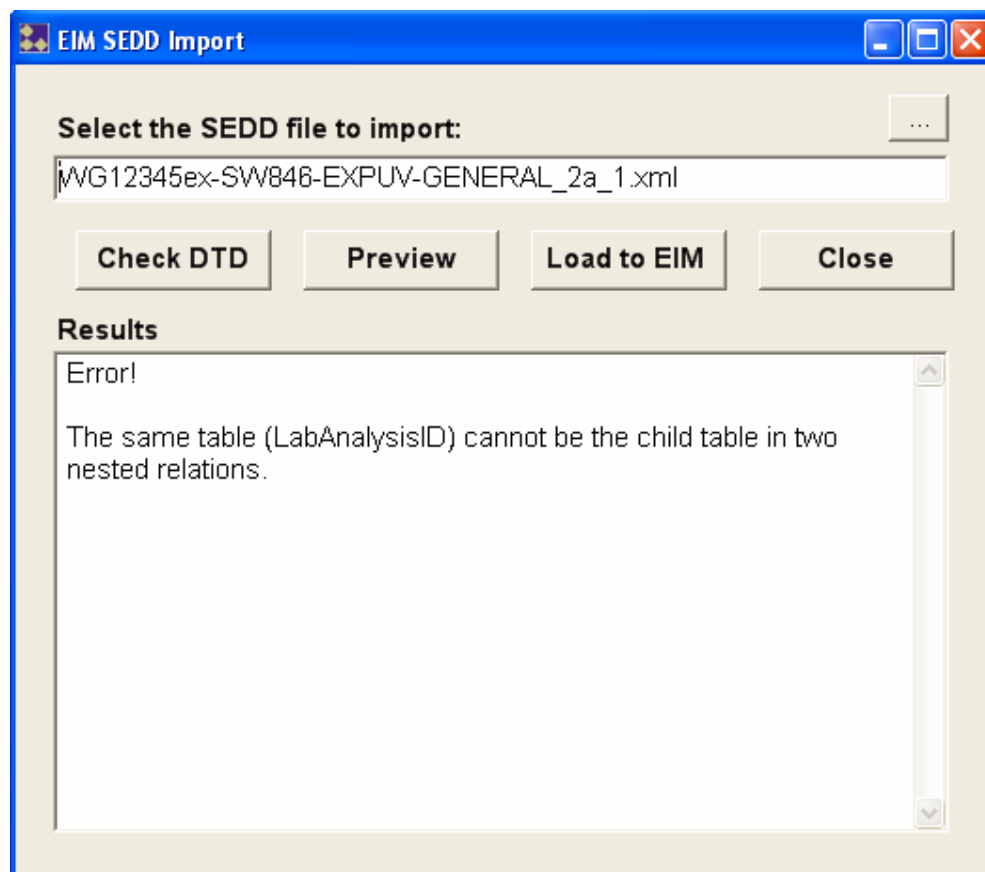 EIM SEDD Import
...
Select the SEDD file to import:
WG12345ex-SW846-EXPUV-GENERAL_2a_1.xml
Check DTD Preview Load to EIM Close
Results
Error!
The same table (LabAnalysisID) cannot be the child table in two
nested relations.